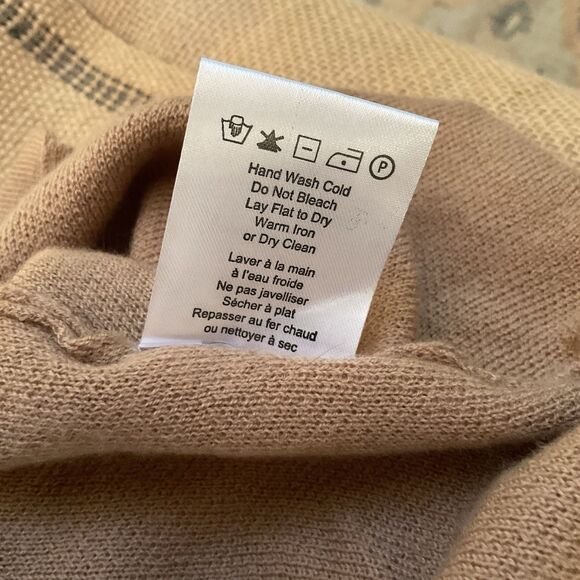 P
Hand Wash Cold
Do Not Bleach
Lay Flat to Dry
Warm Iron
or Dry Clean
Laver à la main
à l'eau froide
Ne pas javelliser
Sécher à plat
Repasser au fer chaud
ou nettoyer à sec